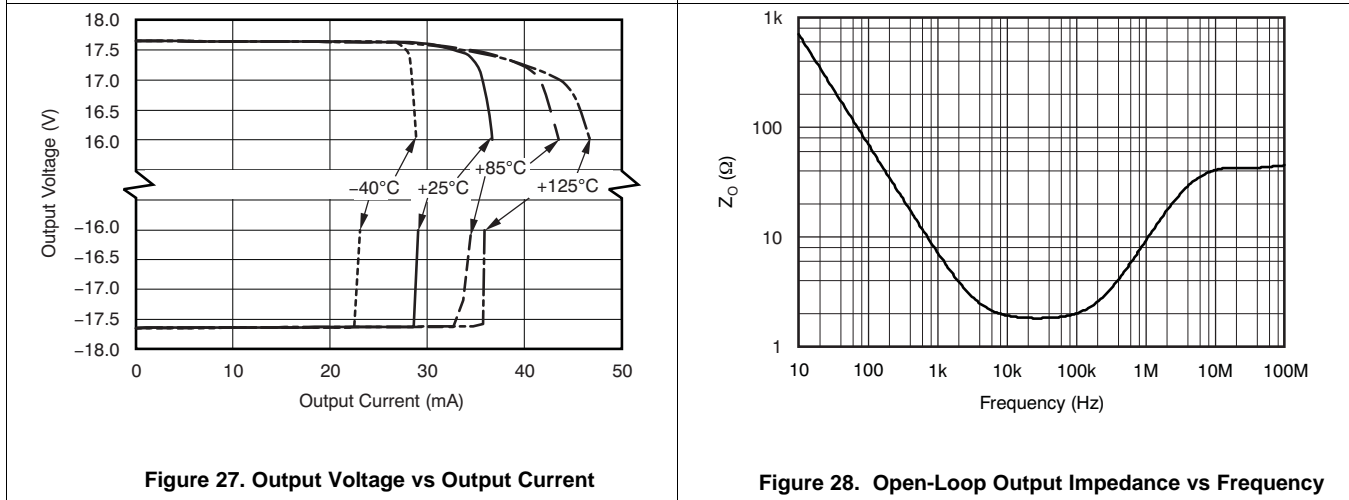 18.0
17.5
17.0
16.5
16.0
−16.0
−16.5
−17.0
−17.5
−18.0
Output Voltage (V)
−40°C
+25°C
+85°C
+125°C
0 10 20 30 40 50
Output Current (mA)
Figure 27. Output Voltage vs Output Current
1k
100
10
1
ZO (Ω)
10 100 1k 10k 100k 1M 10M 100M
Frequency (Hz)
Figure 28. Open-Loop Output Impedance vs Frequency